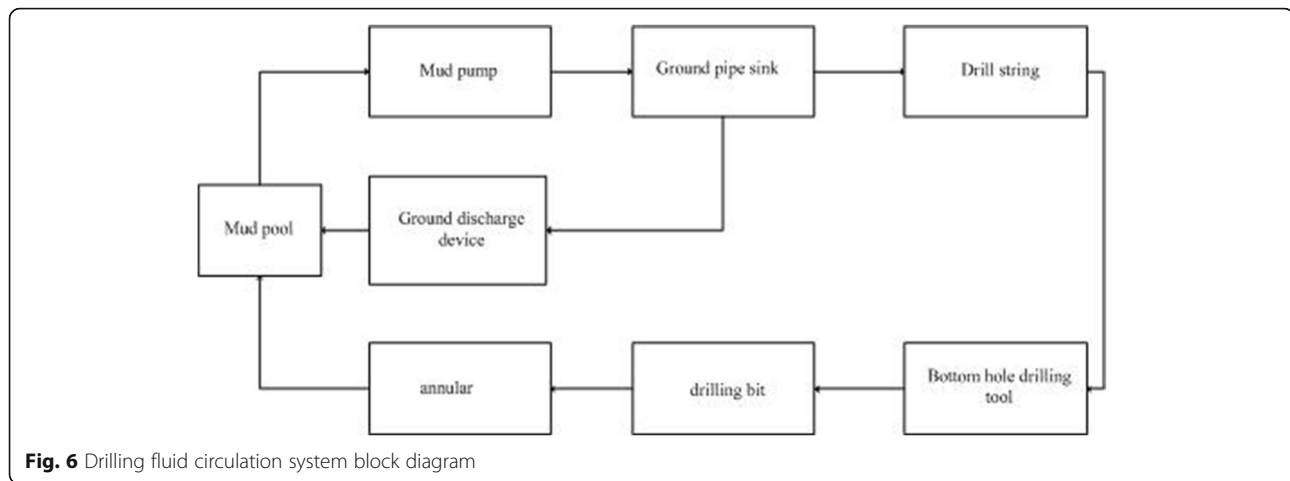 Mud pump
Ground pipe sink
Drill string
Mud pool
Ground discharge
device
annular
drilling bit
Bottom hole drilling
tool
Fig. 6 Drilling fluid circulation system block diagram